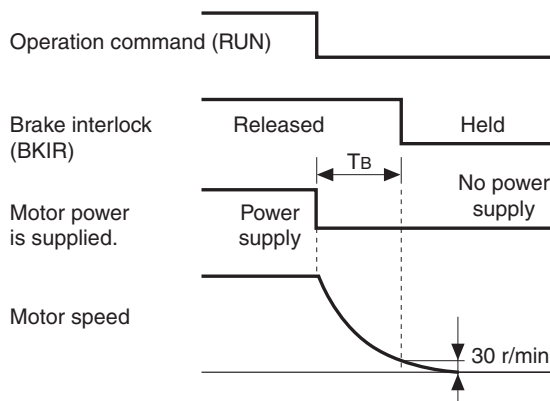 Operation command (RUN)
Brake interlock
(BKIR)
Released
Held
TB
Motor power
is supplied.
Power
supply
No power
supply
Motor speed
30 r/min